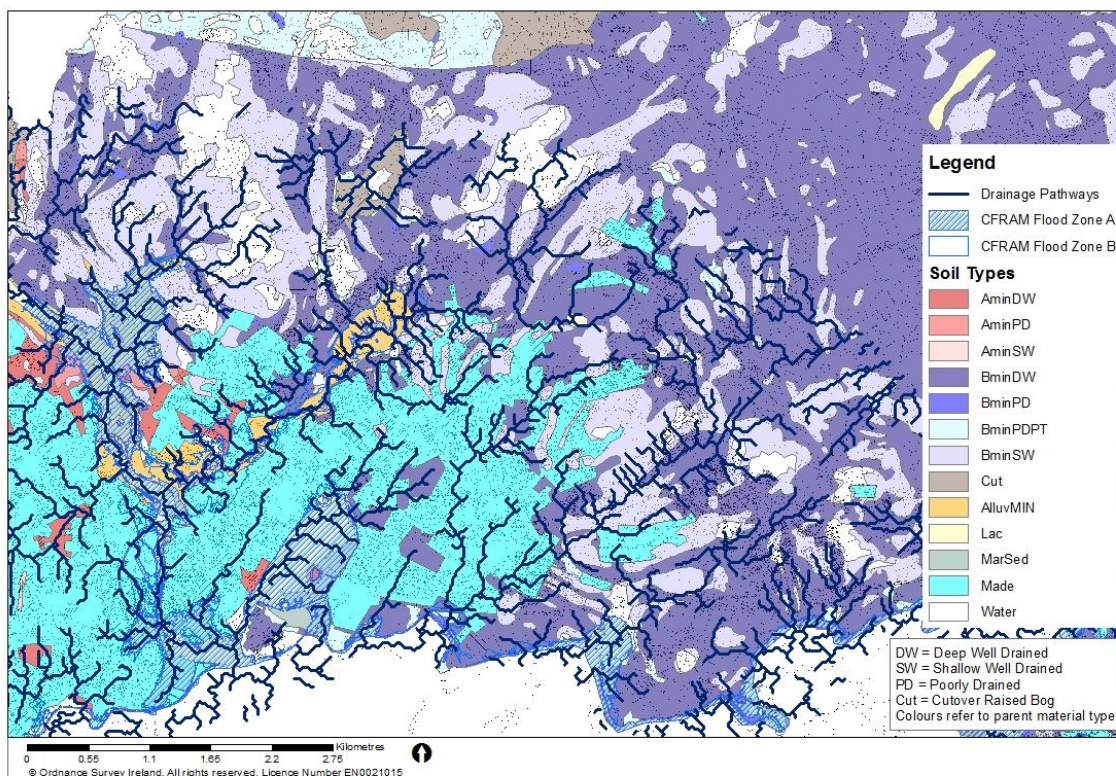 Legend
Drainage Pathways
CFRAM Flood Zone A
CFRAM Flood Zone B
Soil Types
AminDW
AminPD
AminSW
BminDW
BminPD
BminPDPT
BminSW
Cut
AlluvMIN
Lac
MarSed
Made
Water
DW = Deep Well Drained
SW = Shallow Well Drained
PD = Poorly Drained
Cut = Cutover Raised Bog
Colours refer to parent material type
Kilometres
0 0.55 1.1 1.65 2.2 2.75
© Ordnance Survey Ireland. All rights reserved. Licence Number EN0021015